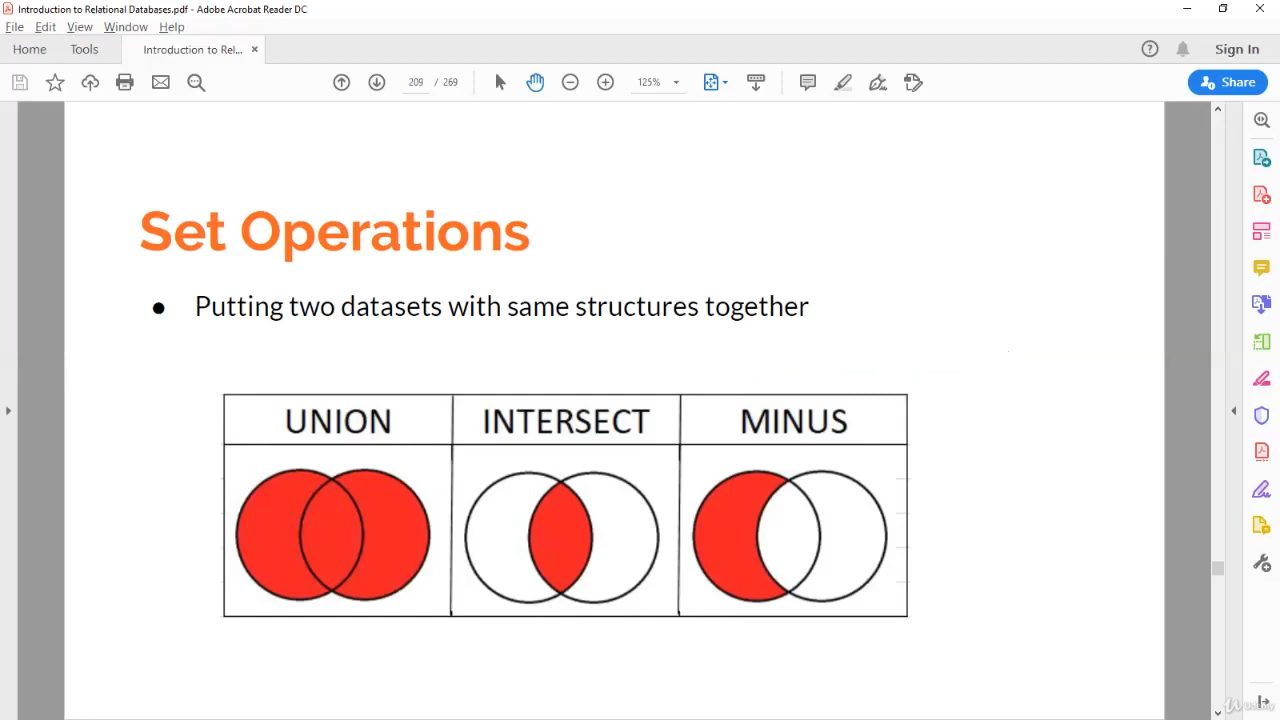 Introduction to Relational Databases.pdf - Adobe Acrobat Reader DC
File Edit View Window Help
Home Tools Introduction to Rel... × Sign In
209 / 269 125% Share
Set Operations
● Putting two datasets with same structures together
UNION INTERSECT MINUS
Udemy